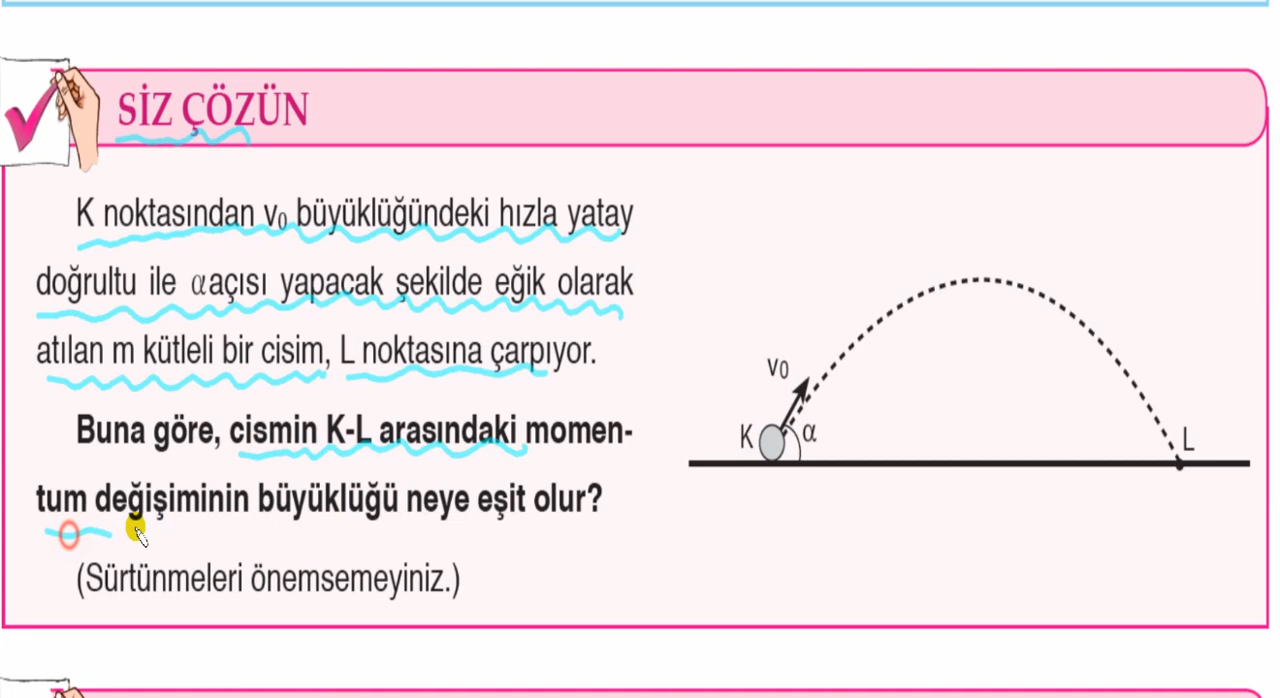 SİZ ÇÖZÜN
K noktasından v₀ büyüklüğündeki hızla yatay
doğrultu ile α açısı yapacak şekilde eğik olarak
atılan m kütleli bir cisim, L noktasına çarpıyor.
Buna göre, cismin K-L arasındaki momen-
tum değişiminin büyüklüğü neye eşit olur?
(Sürtünmeleri önemsemeyiniz.)
v₀
K
α
L